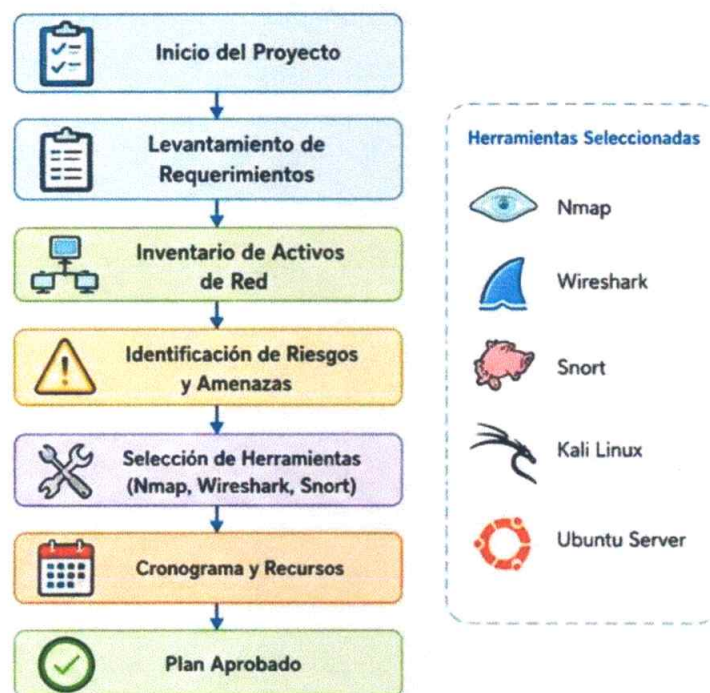 Inicio del Proyecto
Levantamiento de
Requerimientos
Inventario de Activos
de Red
Identificación de Riesgos
y Amenazas
Selección de Herramientas
(Nmap, Wireshark, Snort)
Cronograma y Recursos
Plan Aprobado
Herramientas Seleccionadas
Nmap
Wireshark
Snort
Kali Linux
Ubuntu Server